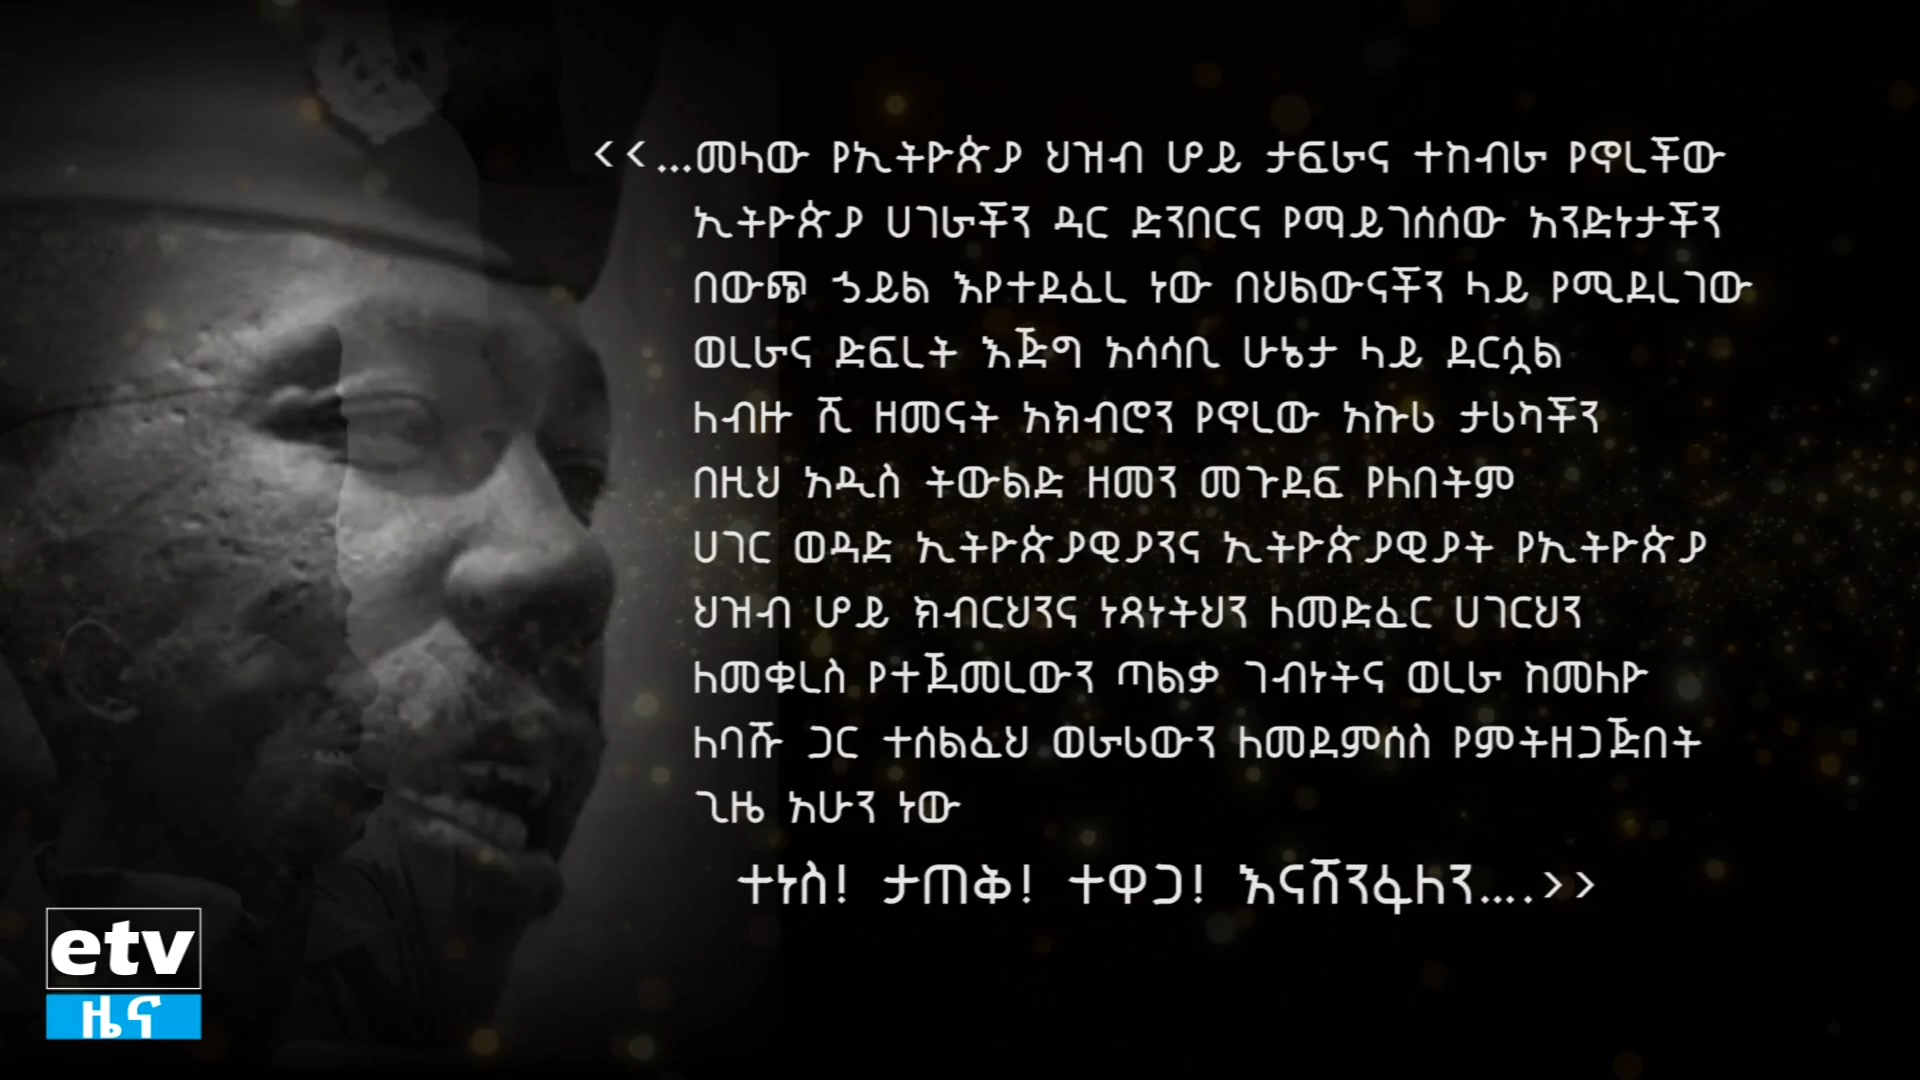 <<...መላው የኢትዮጵያ ህዝብ ሆይ ታፍራና ተከብራ የኖረችው
ኢትዮጵያ ሀገራችን ዳር ድንበርና የማይገሰሰው አንድነታችን
በውጭ ኃይል እየተደፈረ ነው በህልውናችን ላይ የሚደረገው
ወረራና ድፍረት እጅግ አሳሳቢ ሁኔታ ላይ ደርሷል
ለብዙ ሺ ዘመናት አክብሮን የኖረው አኩሪ ታሪካችን
በዚህ አዲስ ትውልድ ዘመን መጉደፍ የለበትም
ሀገር ወዳድ ኢትዮጵያዊያንና ኢትዮጵያዊያት የኢትዮጵያ
ህዝብ ሆይ ክብርህንና ነጻነትህን ለመድፈር ሀገርህን
ለመቁረስ የተጀመረውን ጣልቃ ገብነትና ወረራ ከመለዮ
ለባሹ ጋር ተሰልፈህ ወራሪውን ለመደምሰስ የምትዘጋጅበት
ጊዜ አሁን ነው
ተነስ! ታጠቅ! ተዋጋ! እናሸንፈለን....>>
etv
ዜና